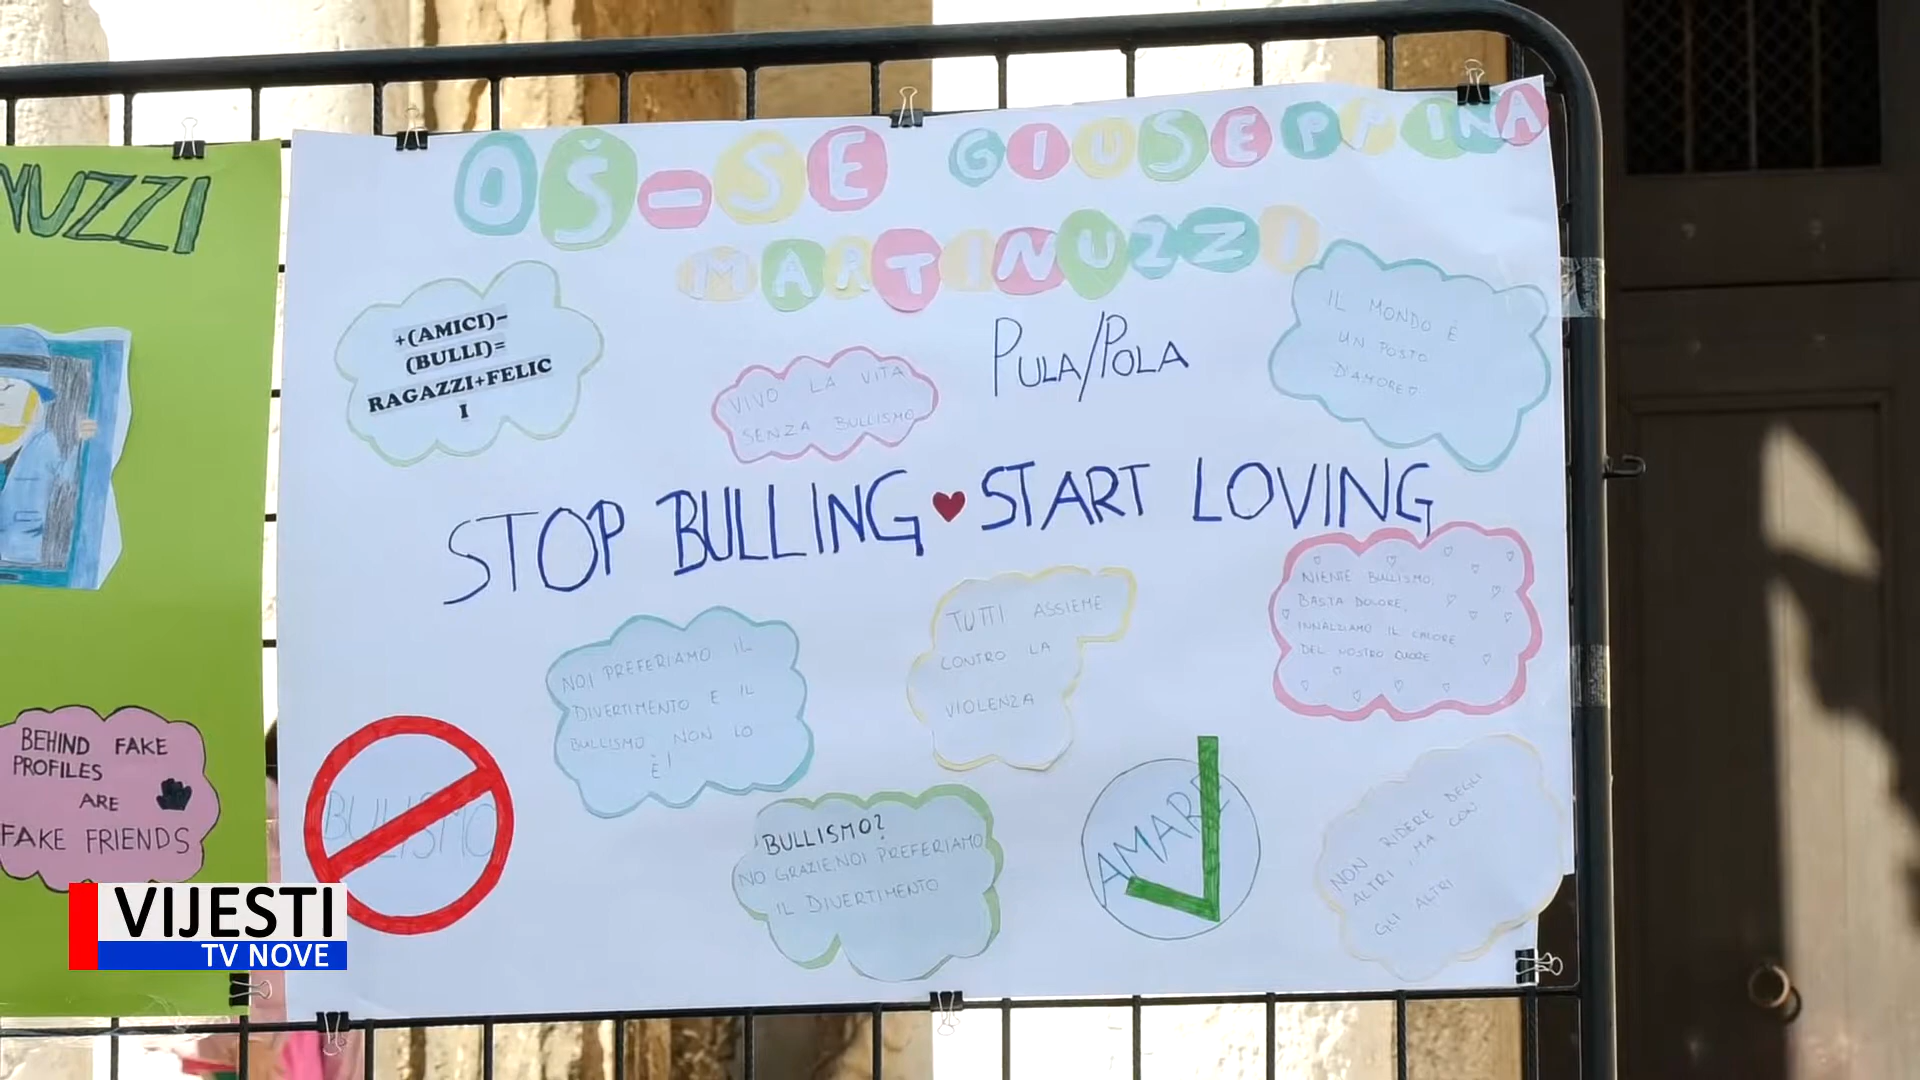 NUZZI
BEHIND FAKE
PROFILES
ARE
FAKE FRIENDS
OŠ-SE GIUSEPPINA
MARTINUZZI
PULA/POLA
+(AMICI)-
(BULLI)=
RAGAZZI+FELIC
I
VIVO LA VITA
SENZA BULLISMO
IL MONDO È
UN POSTO
D'AMORE♡
STOP BULLING ♥ START LOVING
NOI PREFERIAMO IL
DIVERTIMENTO E IL
BULLISMO NON LO
È!
TUTTI ASSIEME
CONTRO LA
VIOLENZA
NIENTE BULLISMO,
BASTA DOLORE,
INNALZIAMO IL CALORE
DEL NOSTRO CUORE
BULLISMO
BULLISMO?
NO GRAZIE NOI PREFERIAMO
IL DIVERTIMENTO
AMARE
NON RIDERE DEGLI
ALTRI, MA CON
GLI ALTRI
VIJESTI
TV NOVE